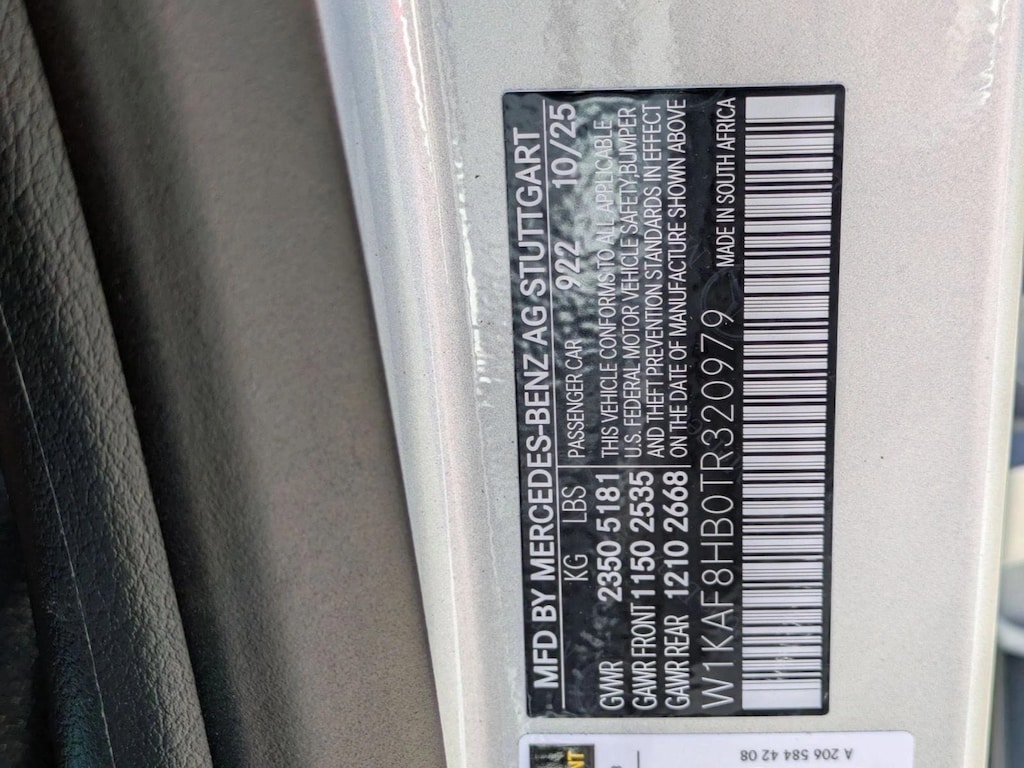 MFD BY MERCEDES-BENZ AG STUTTGART
KG LBS PASSENGER CAR 922 10/25
GVWR 2350 5181 THIS VEHICLE CONFORMS TO ALL APPLICABLE
GAWR FRONT 1150 2535 U.S. FEDERAL MOTOR VEHICLE SAFETY,BUMPER
GAWR REAR 1210 2668 AND THEFT PREVENTION STANDARDS IN EFFECT
ON THE DATE OF MANUFACTURE SHOWN ABOVE
W1KAF8HB0TR320979 MADE IN SOUTH AFRICA
A 206 584 42 08